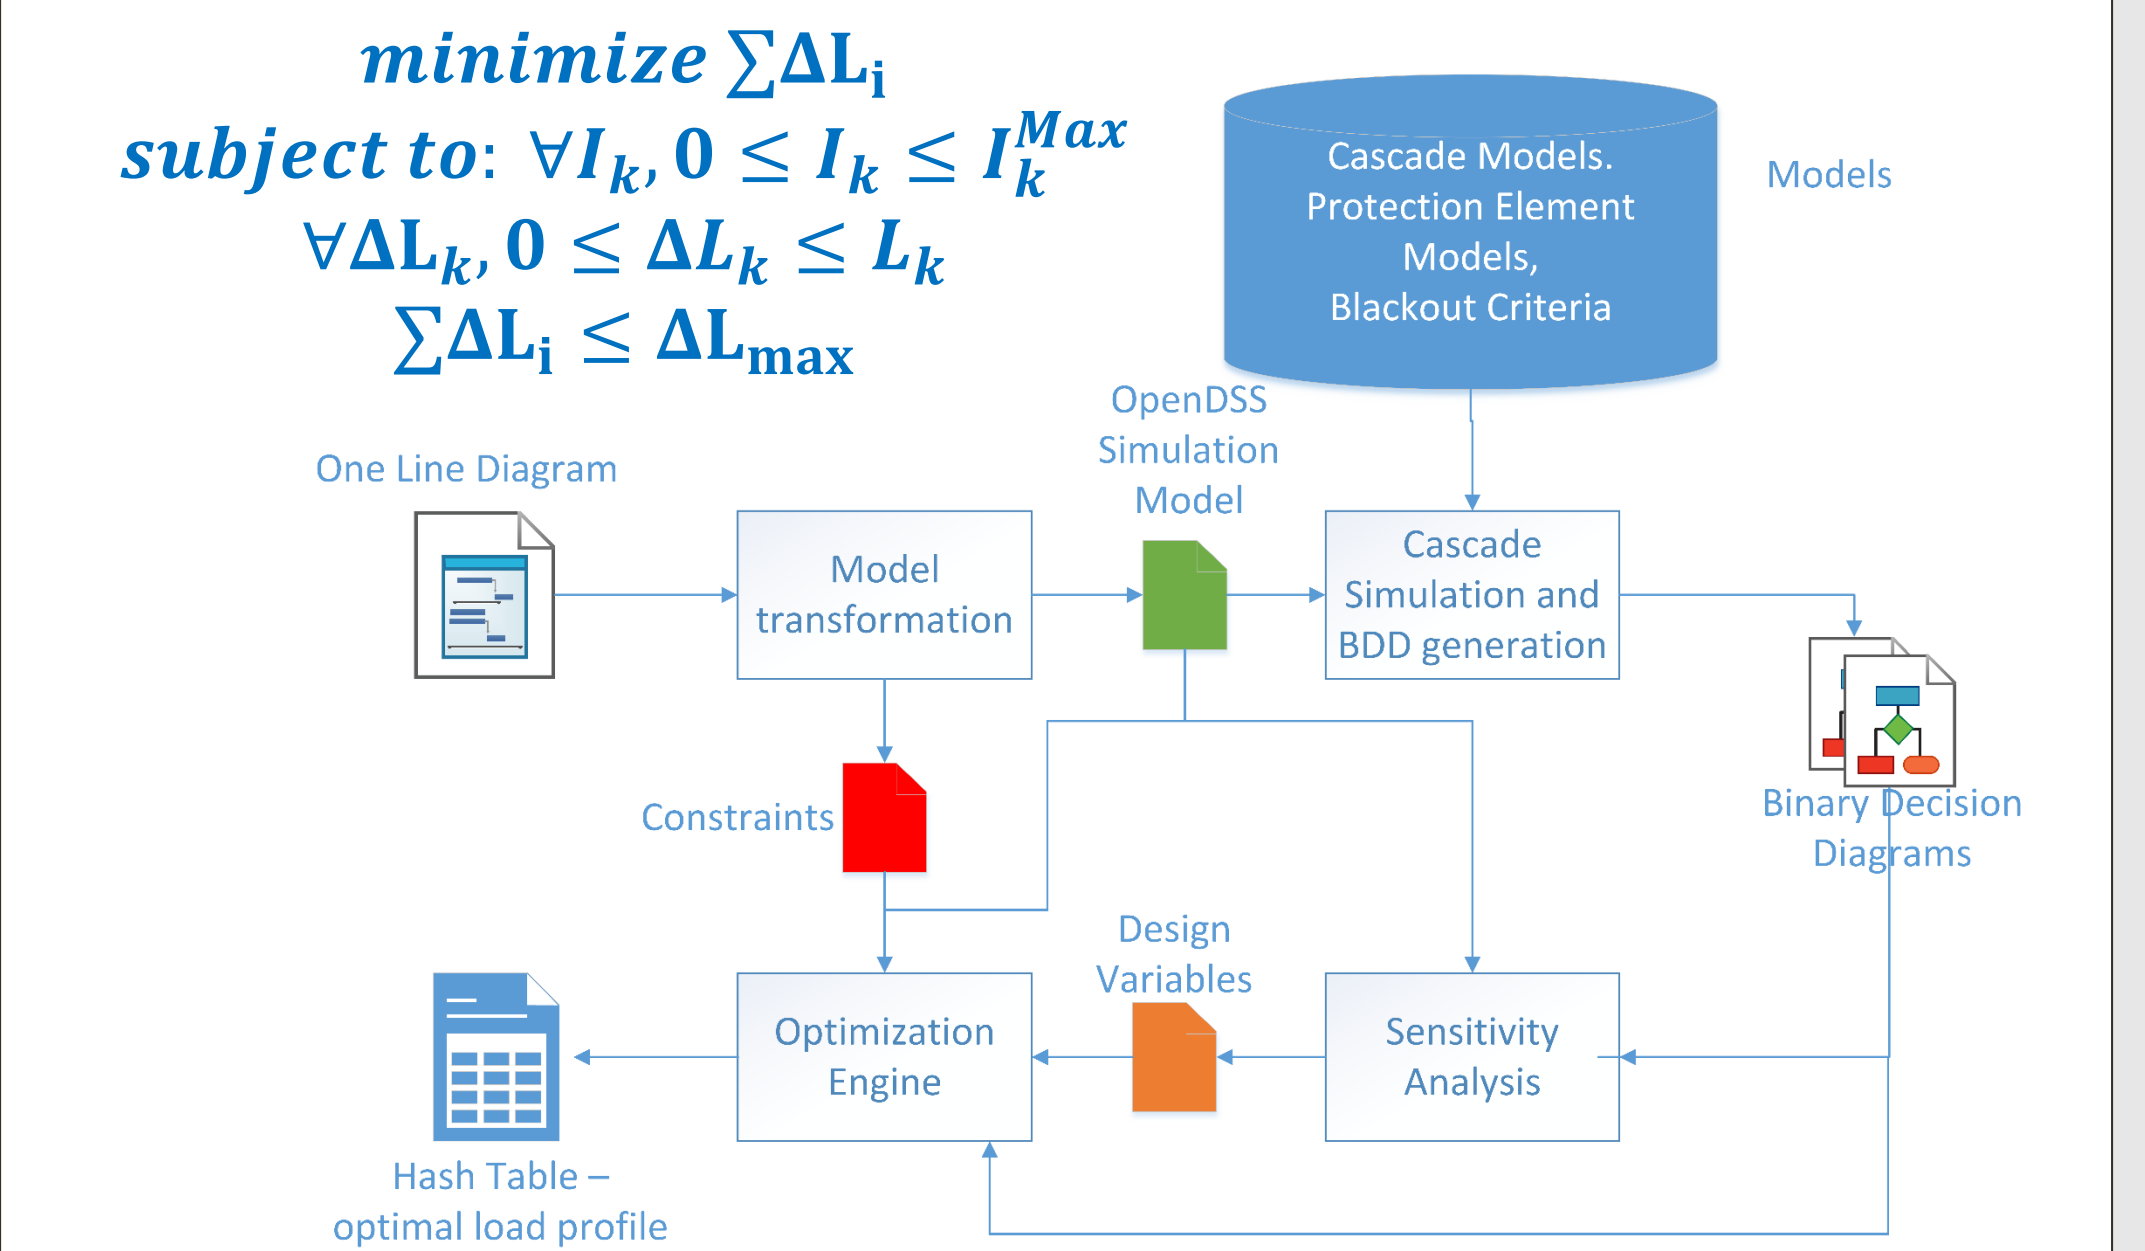 minimize ∑ΔLᵢ
subject to: ∀Iₖ, 0 ≤ Iₖ ≤ Iₖ^Max
∀ΔLₖ, 0 ≤ ΔLₖ ≤ Lₖ
∑ΔLᵢ ≤ ΔL_max
Cascade Models.
Protection Element
Models,
Blackout Criteria
Models
One Line Diagram
OpenDSS
Simulation
Model
Model
transformation
Cascade
Simulation and
BDD generation
Constraints
Binary Decision
Diagrams
Design
Variables
Optimization
Engine
Sensitivity
Analysis
Hash Table –
optimal load profile